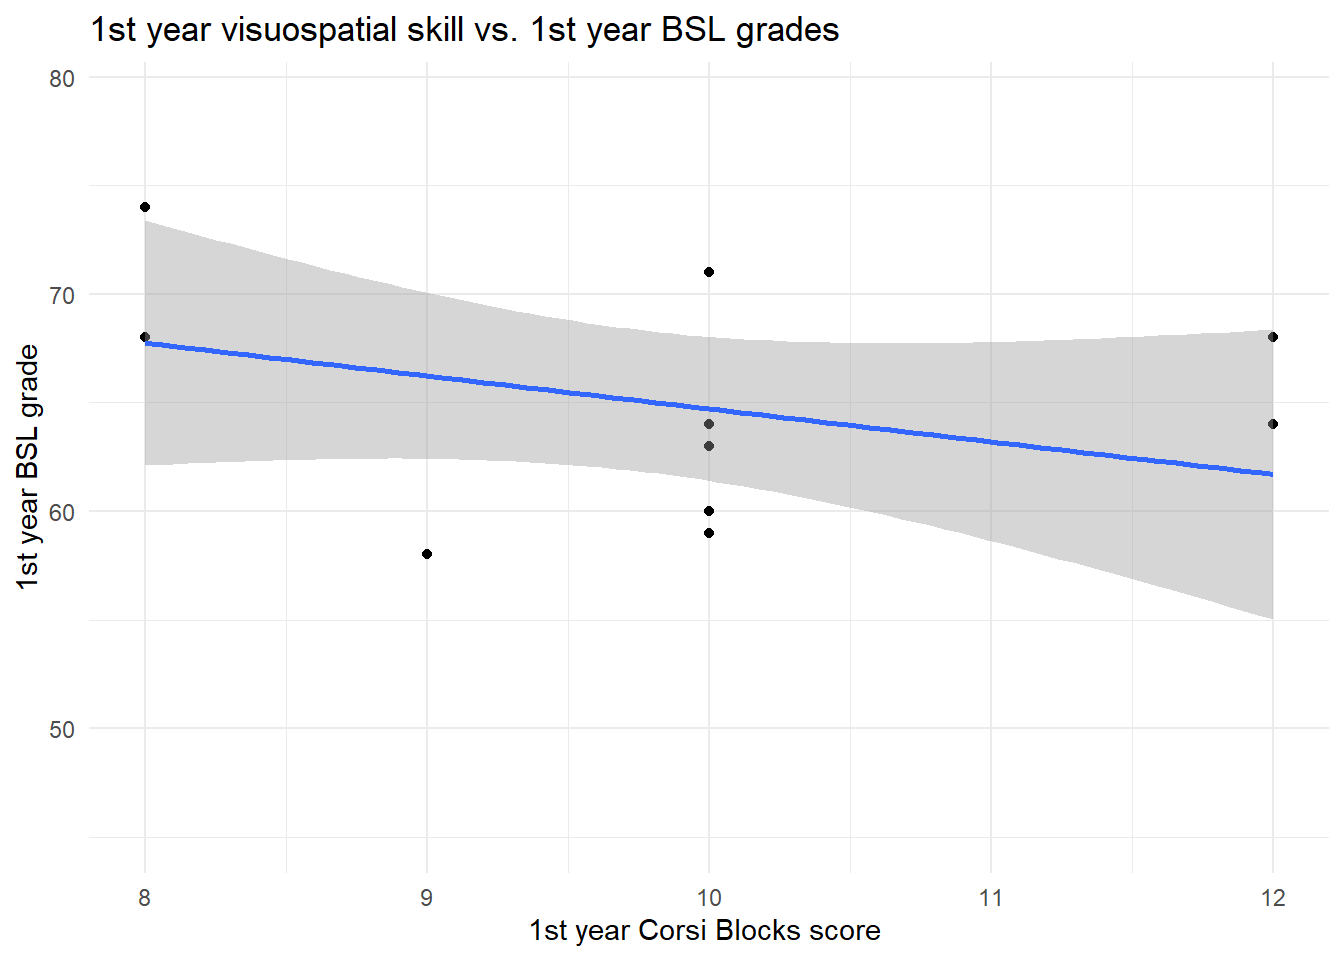 1st year visuospatial skill vs. 1st year BSL grades
80
70
60
50
1st year BSL grade
8 9 10 11 12
1st year Corsi Blocks score